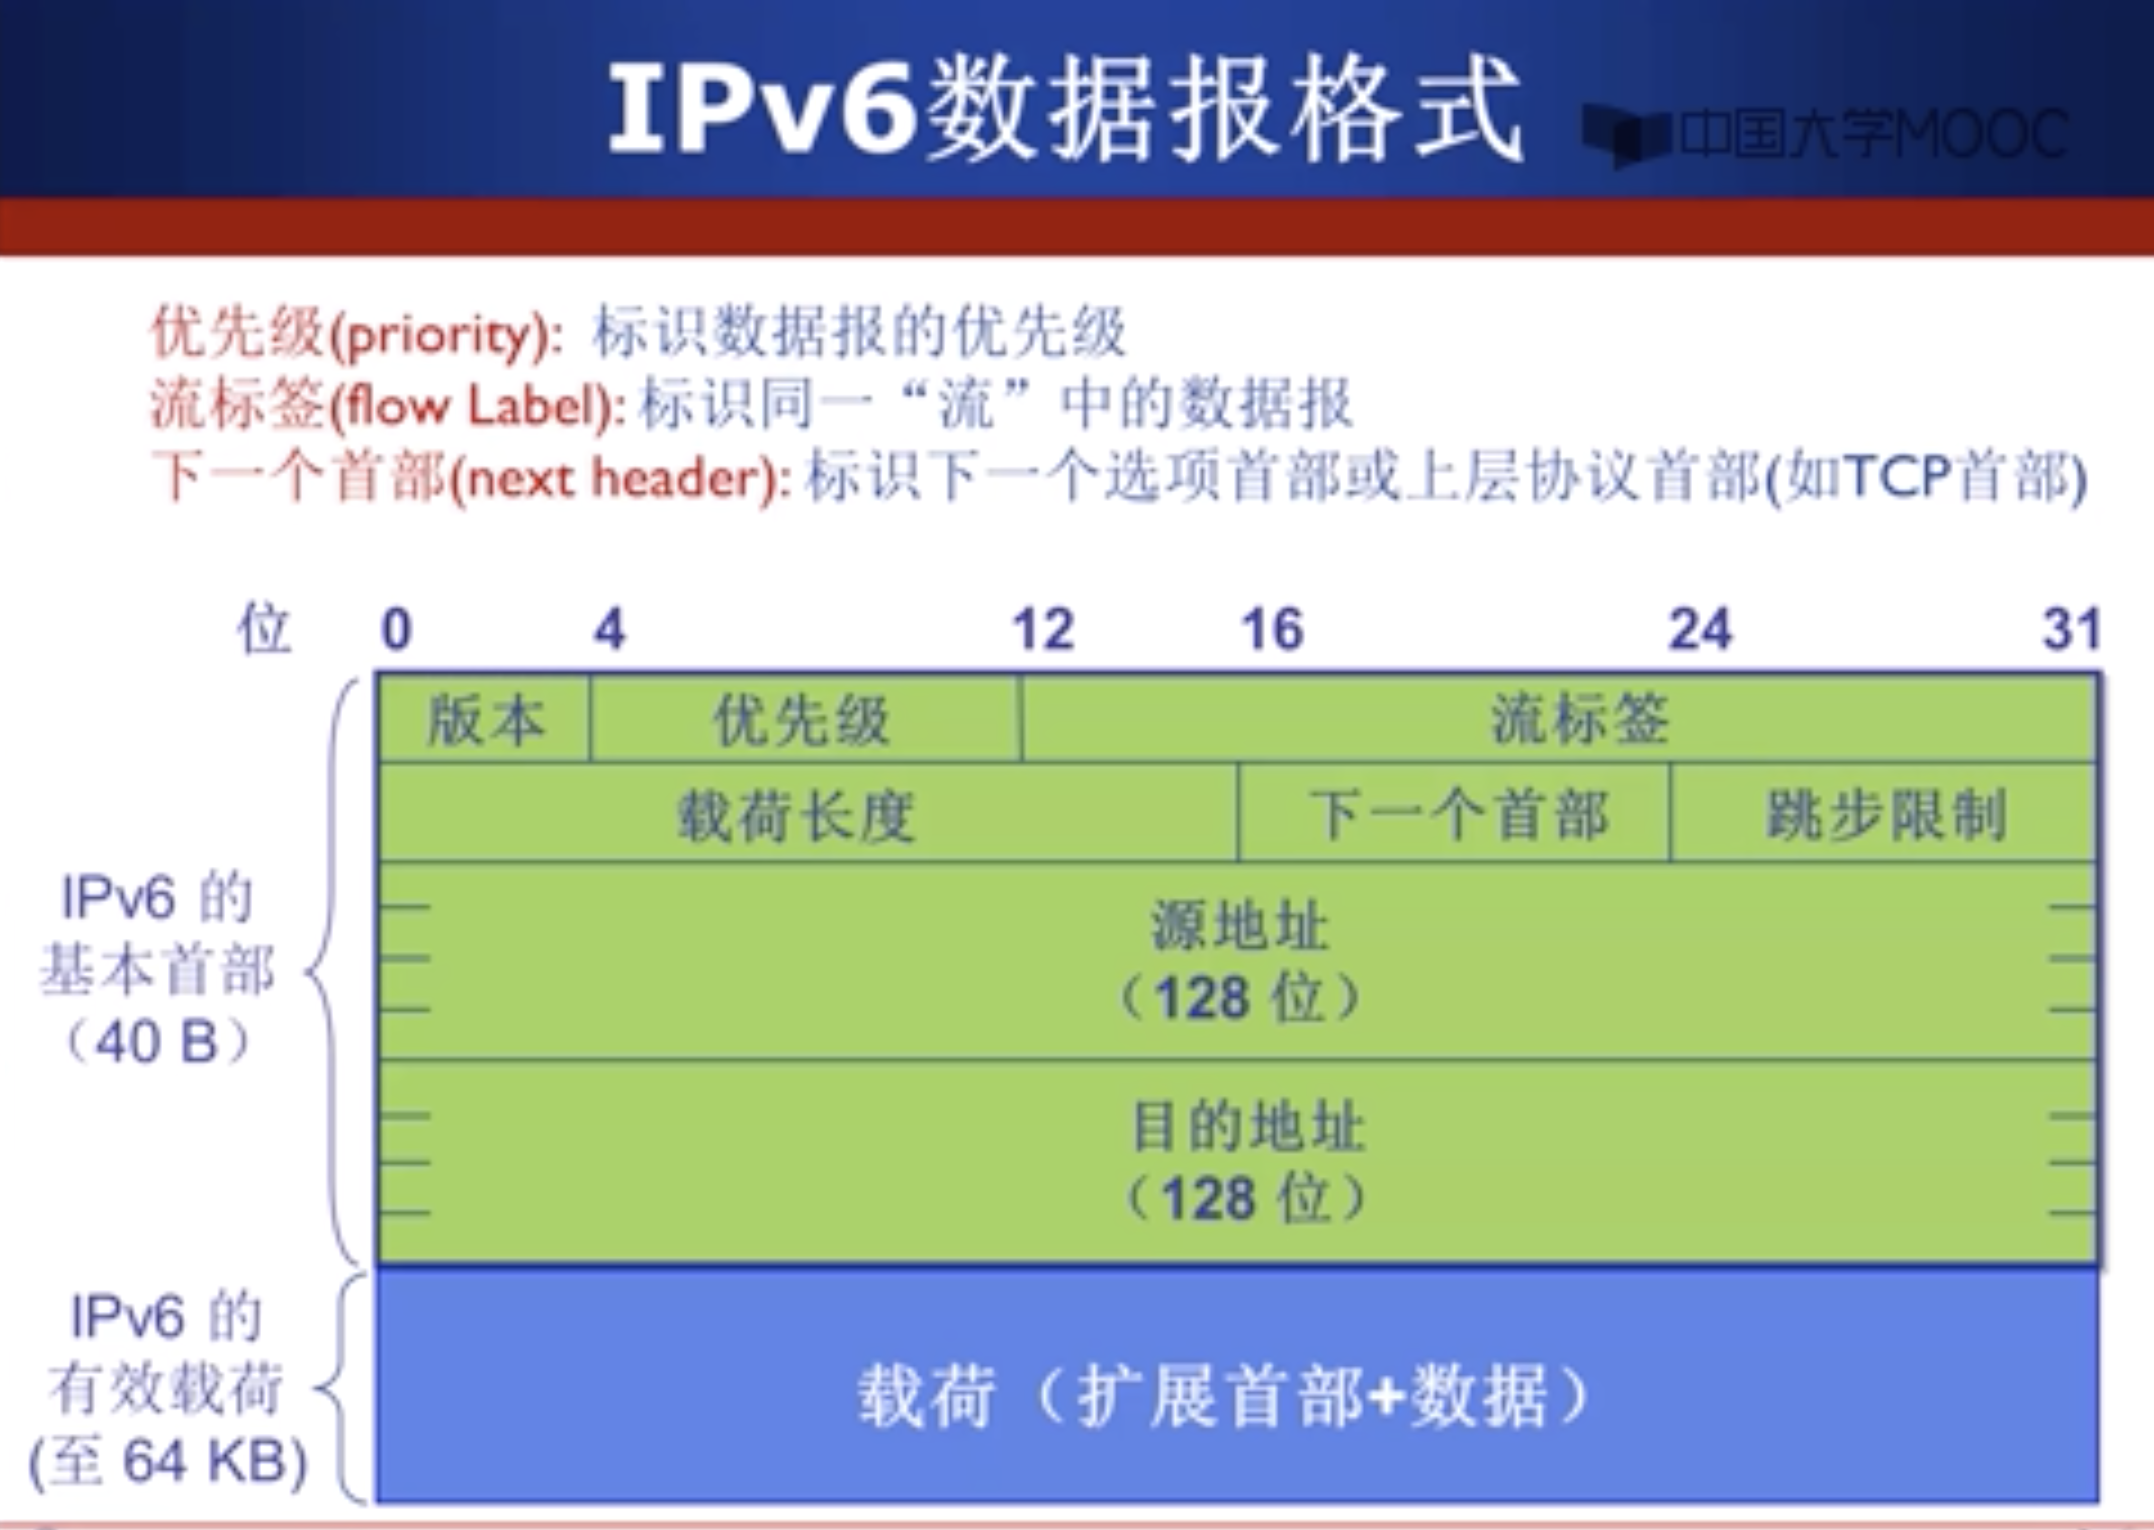 IPv6数据报格式
中国大学MOOC
优先级(priority): 标识数据报的优先级
流标签(flow Label): 标识同一“流”中的数据报
下一个首部(next header): 标识下一个选项首部或上层协议首部(如TCP首部)
位 0 4 12 16 24 31
版本 优先级 流标签
载荷长度 下一个首部 跳步限制
IPv6 的
基本首部
（40 B）
源地址
（128 位）
目的地址
（128 位）
IPv6 的
有效载荷
(至 64 KB)
载荷（扩展首部+数据）